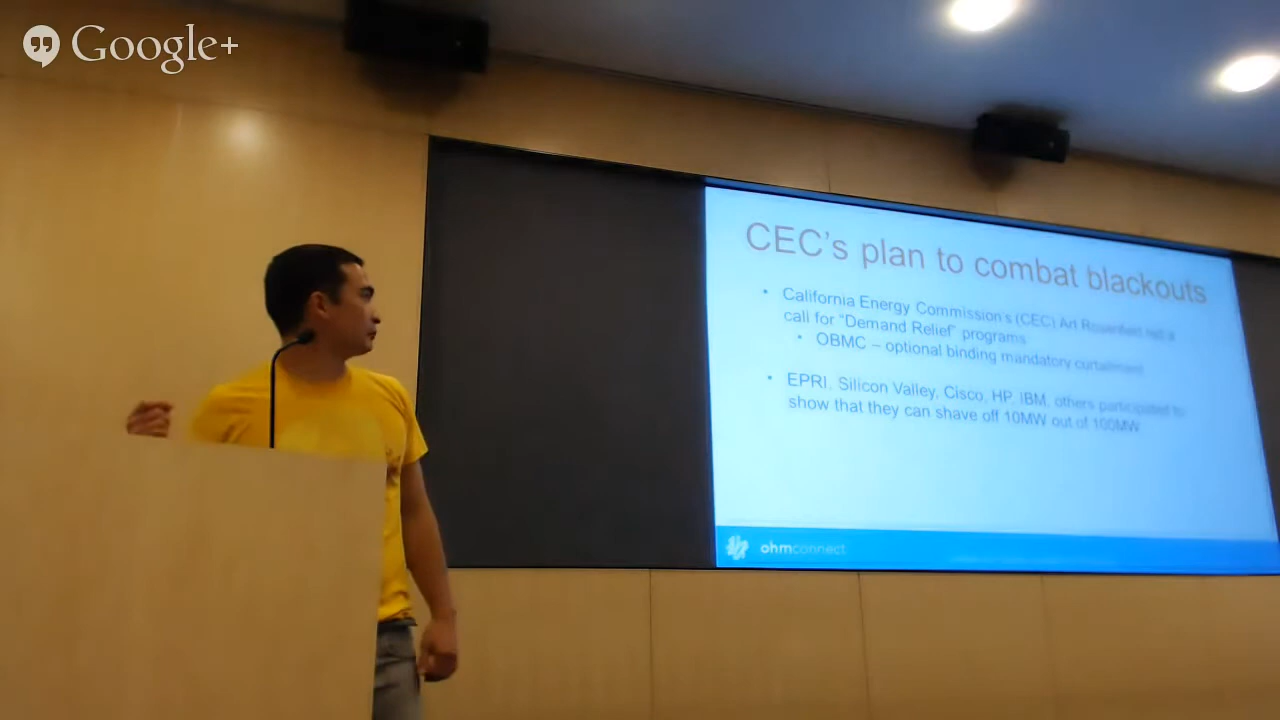 Google+
CEC's plan to combat blackouts
• California Energy Commission's (CEC) Art Rosenfeld had a
call for "Demand Relief" programs
• OBMC – optional binding mandatory curtailment
• EPRI, Silicon Valley, Cisco, HP, IBM, others participated to
show that they can shave off 10MW out of 100MW
ohmconnect